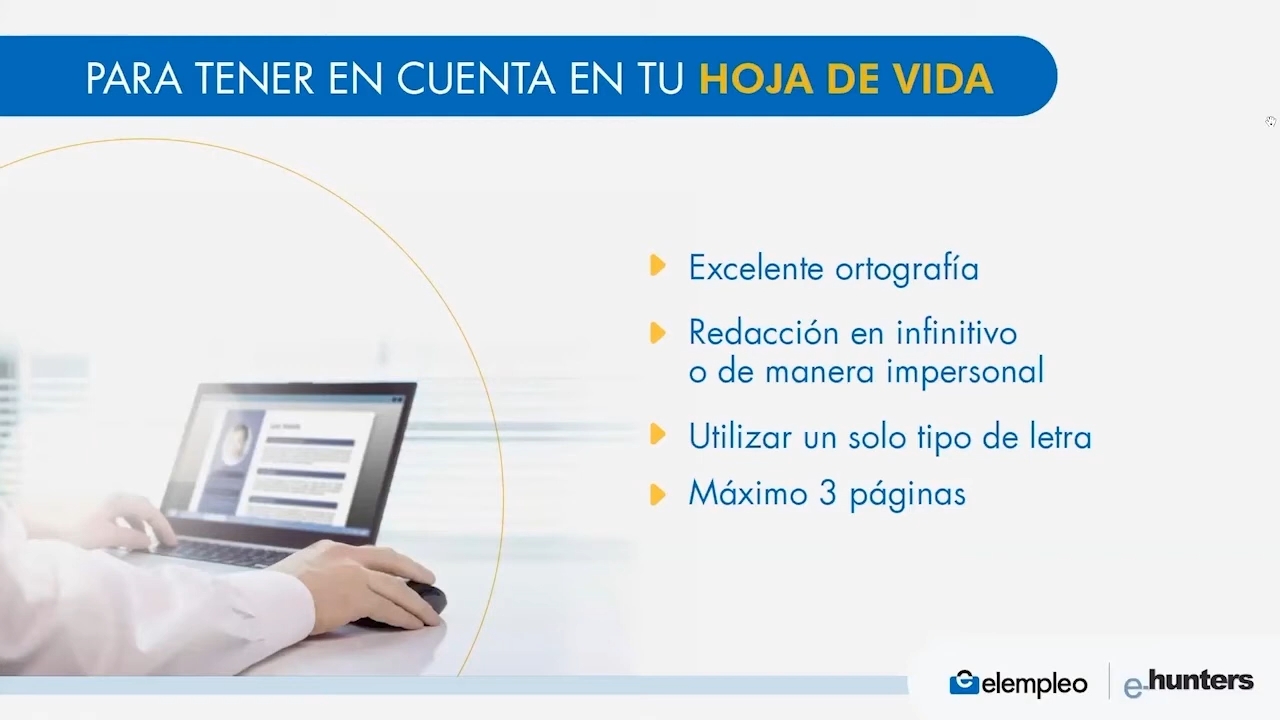 PARA TENER EN CUENTA EN TU HOJA DE VIDA
Excelente ortografía
Redacción en infinitivo
o de manera impersonal
Utilizar un solo tipo de letra
Máximo 3 páginas
elempleo
e-hunters